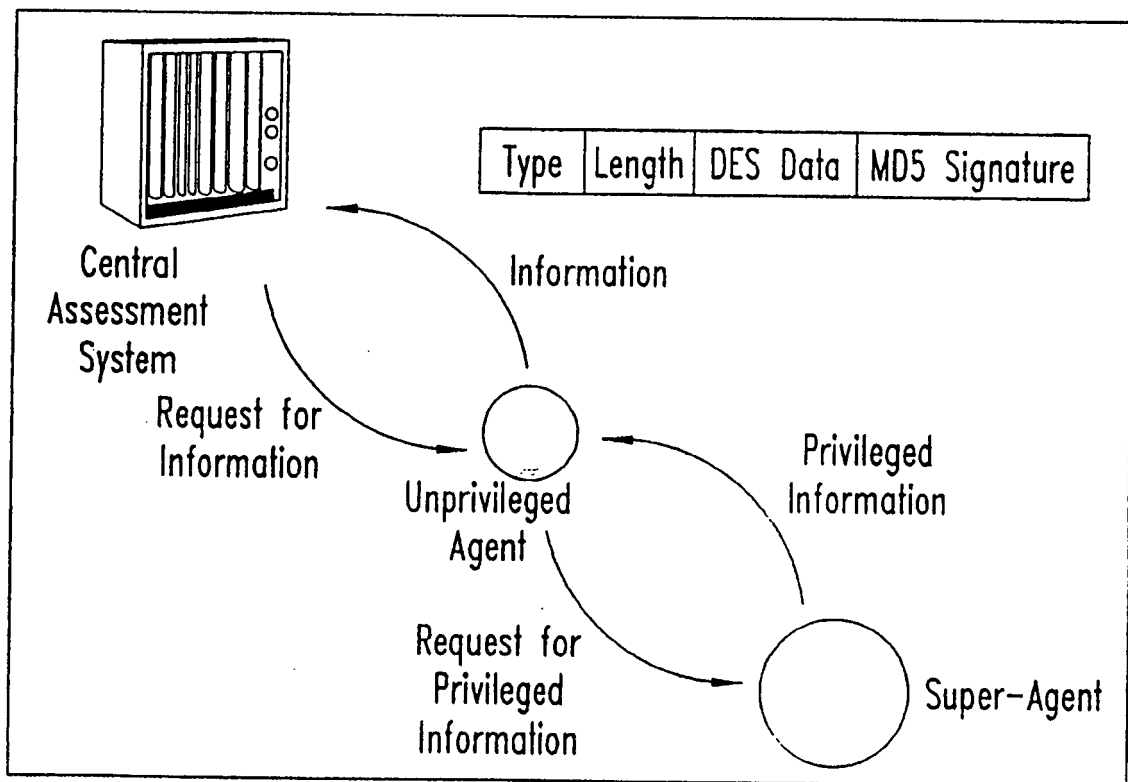 Type Length DES Data MD5 Signature
Central
Assessment
System
Information
Request for
Information
Unprivileged
Agent
Privileged
Information
Request for
Privileged
Information
Super-Agent